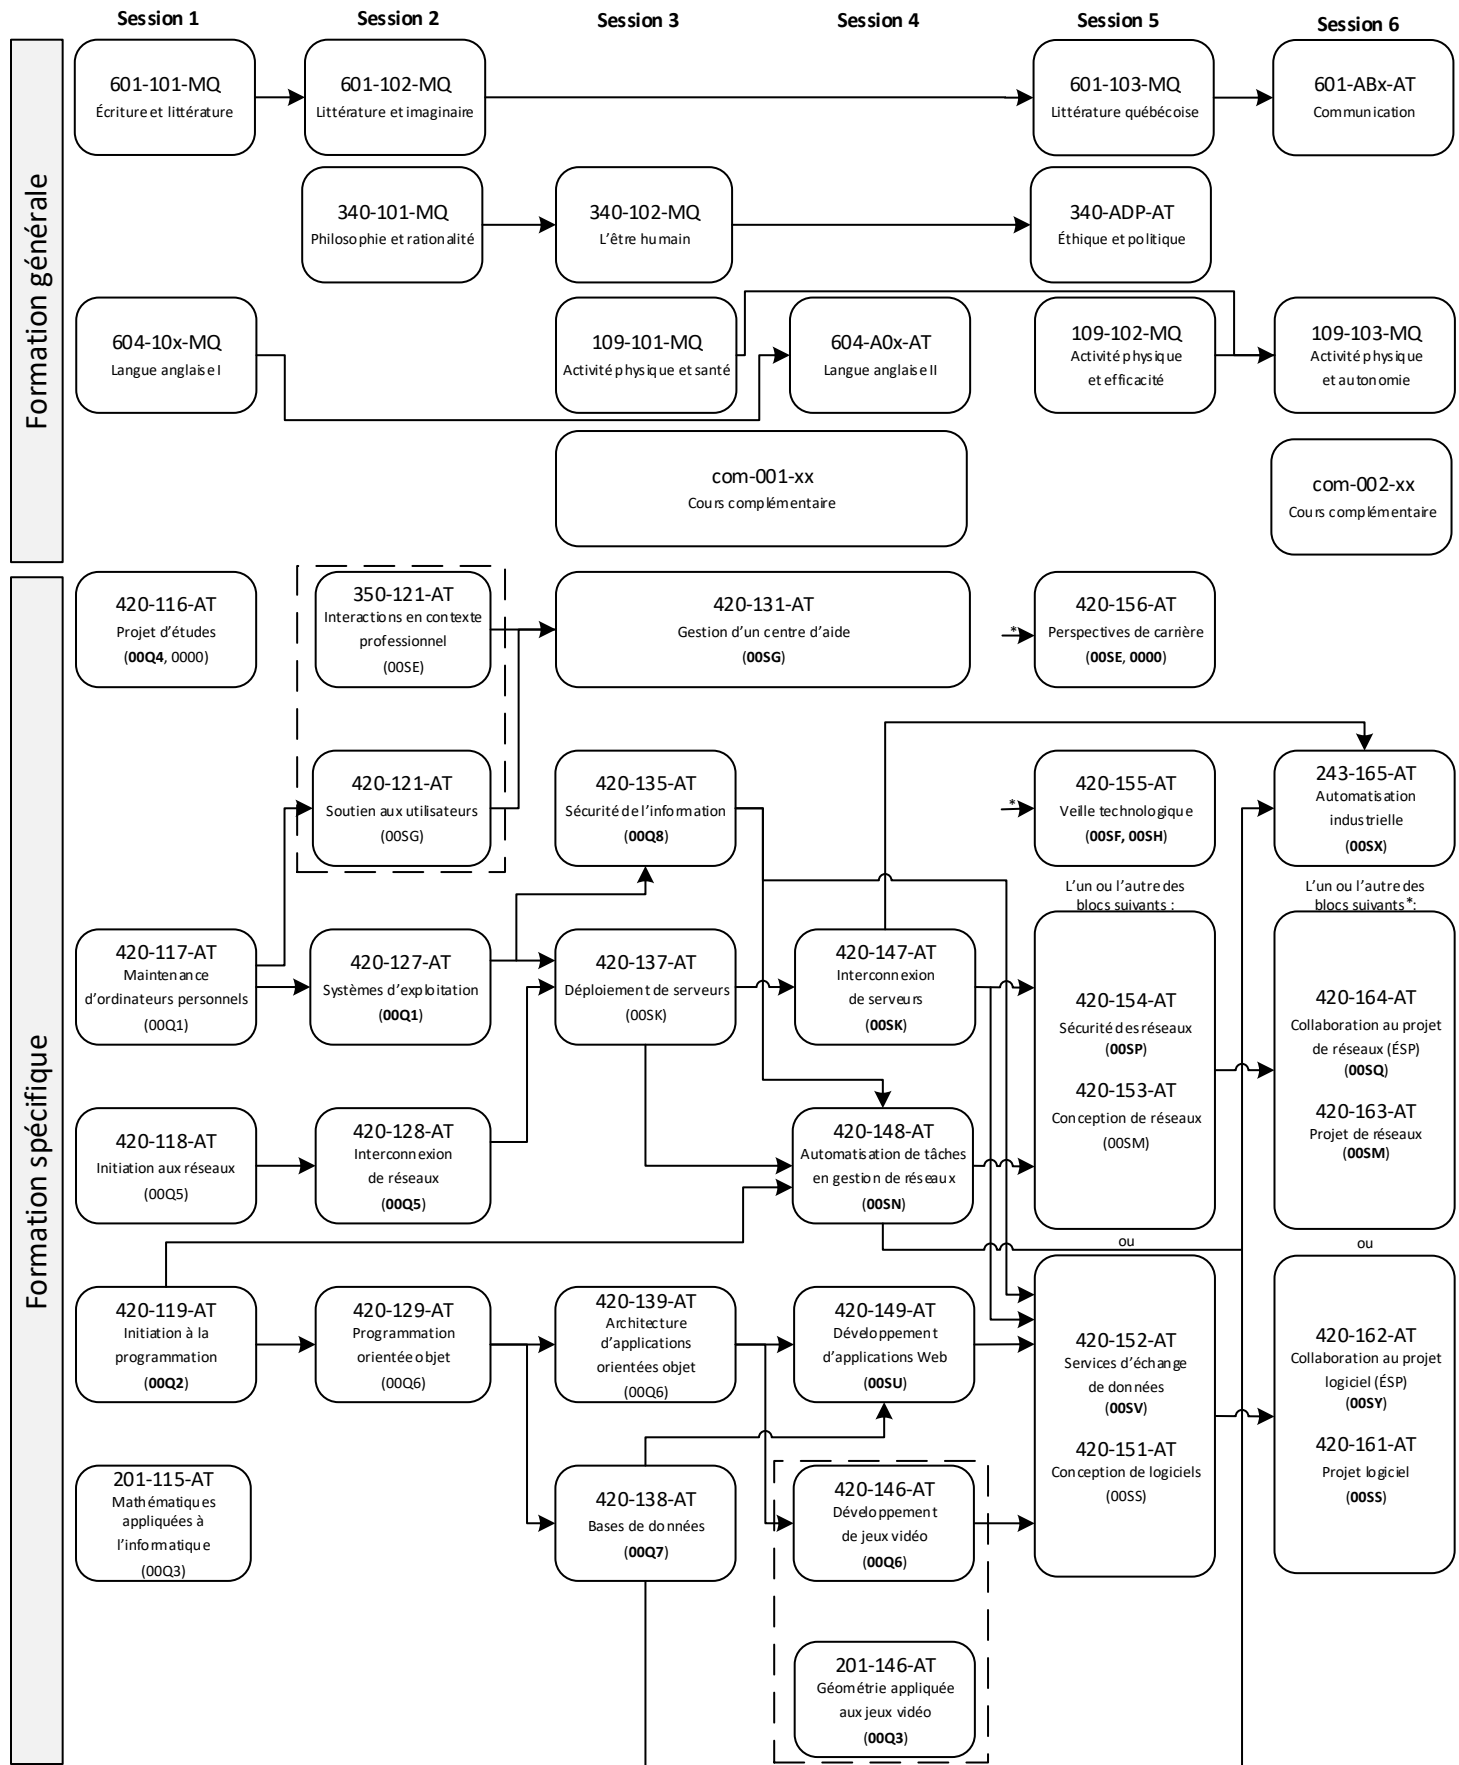 Session 1
Session 2
Session 3
Session 4
Session 5
Session 6
Formation générale
601-101-MQ
Écriture et littérature
601-102-MQ
Littérature et imaginaire
601-103-MQ
Littérature québécoise
601-ABx-AT
Communication
340-101-MQ
Philosophie et rationalité
340-102-MQ
L'être humain
340-ADP-AT
Éthique et politique
604-10x-MQ
Langue anglaise I
109-101-MQ
Activité physique et santé
604-A0x-AT
Langue anglaise II
109-102-MQ
Activité physique
et efficacité
109-103-MQ
Activité physique
et autonomie
com-001-xx
Cours complémentaire
com-002-xx
Cours complémentaire
Formation spécifique
420-116-AT
Projet d'études
(00Q4, 0000)
350-121-AT
Interactions en contexte
professionnel
(00SE)
420-131-AT
Gestion d'un centre d'aide
(00SG)
*
420-156-AT
Perspectives de carrière
(00SE, 0000)
420-121-AT
Soutien aux utilisateurs
(00SG)
420-135-AT
Sécurité de l'information
(00Q8)
*
420-155-AT
Veille technologique
(00SF, 00SH)
243-165-AT
Automatisation
industrielle
(00SX)
L'un ou l'autre des
blocs suivants :
L'un ou l'autre des
blocs suivants*:
420-117-AT
Maintenance
d'ordinateurs personnels
(00Q1)
420-127-AT
Systèmes d'exploitation
(00Q1)
420-137-AT
Déploiement de serveurs
(00SK)
420-147-AT
Interconnexion
de serveurs
(00SK)
420-154-AT
Sécurité des réseaux
(00SP)
420-153-AT
Conception de réseaux
(00SM)
420-164-AT
Collaboration au projet
de réseaux (ÉSP)
(00SQ)
420-163-AT
Projet de réseaux
(00SM)
420-118-AT
Initiation aux réseaux
(00Q5)
420-128-AT
Interconnexion
de réseaux
(00Q5)
420-148-AT
Automatisation de tâches
en gestion de réseaux
(00SN)
ou
ou
420-119-AT
Initiation à la
programmation
(00Q2)
420-129-AT
Programmation
orientée objet
(00Q6)
420-139-AT
Architecture
d'applications
orientées objet
(00Q6)
420-149-AT
Développement
d'applications Web
(00SU)
420-152-AT
Services d'échange
de données
(00SV)
420-151-AT
Conception de logiciels
(00SS)
420-162-AT
Collaboration au projet
logiciel (ÉSP)
(00SY)
420-161-AT
Projet logiciel
(00SS)
201-115-AT
Mathématiques
appliquées à
l'informatique
(00Q3)
420-138-AT
Bases de données
(00Q7)
420-146-AT
Développement
de jeux vidéo
(00Q6)
201-146-AT
Géométrie appliquée
aux jeux vidéo
(00Q3)